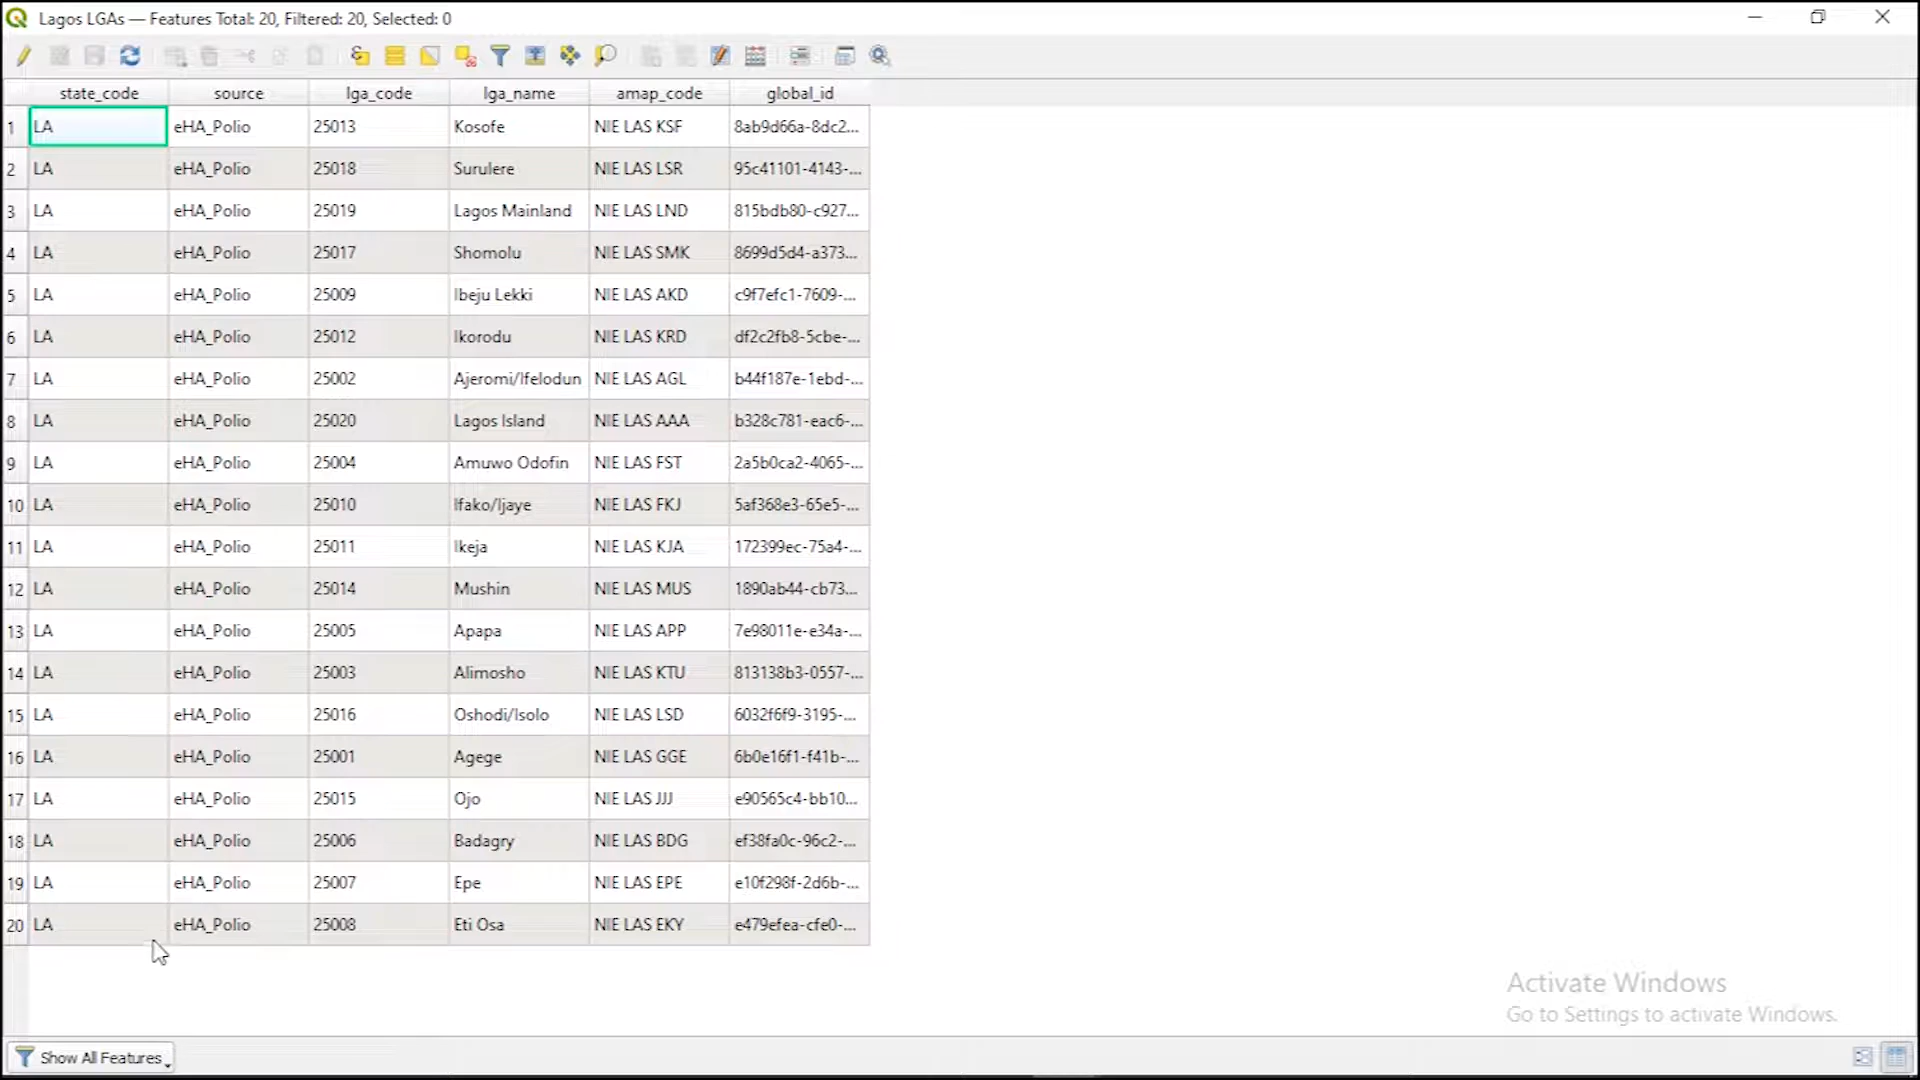 Lagos LGAs — Features Total: 20, Filtered: 20, Selected: 0
state_code source lga_code lga_name amap_code global_id
1 LA eHA_Polio 25013 Kosofe NIE LAS KSF 8ab9d66a-8dc2...
2 LA eHA_Polio 25018 Surulere NIE LAS LSR 95c41101-4143-...
3 LA eHA_Polio 25019 Lagos Mainland NIE LAS LND 815bdb80-c927...
4 LA eHA_Polio 25017 Shomolu NIE LAS SMK 8699d5d4-a373...
5 LA eHA_Polio 25009 Ibeju Lekki NIE LAS AKD c9f7efc1-7609-...
6 LA eHA_Polio 25012 Ikorodu NIE LAS KRD df2c2fb8-5cbe-...
7 LA eHA_Polio 25002 Ajeromi/Ifelodun NIE LAS AGL b44f187e-1ebd-...
8 LA eHA_Polio 25020 Lagos Island NIE LAS AAA b328c781-eac6-...
9 LA eHA_Polio 25004 Amuwo Odofin NIE LAS FST 2a5b0ca2-4065-...
10 LA eHA_Polio 25010 Ifako/Ijaye NIE LAS FKJ 5af368e3-65e5-...
11 LA eHA_Polio 25011 Ikeja NIE LAS KJA 172399ec-75a4-...
12 LA eHA_Polio 25014 Mushin NIE LAS MUS 1890ab44-cb73...
13 LA eHA_Polio 25005 Apapa NIE LAS APP 7e98011e-e34a-...
14 LA eHA_Polio 25003 Alimosho NIE LAS KTU 813138b3-0557-...
15 LA eHA_Polio 25016 Oshodi/Isolo NIE LAS LSD 6032f6f9-3195-...
16 LA eHA_Polio 25001 Agege NIE LAS GGE 6b0e16f1-f41b-...
17 LA eHA_Polio 25015 Ojo NIE LAS JJJ e90565c4-bb10...
18 LA eHA_Polio 25006 Badagry NIE LAS BDG ef38fa0c-96c2-...
19 LA eHA_Polio 25007 Epe NIE LAS EPE e10f298f-2d6b-...
20 LA eHA_Polio 25008 Eti Osa NIE LAS EKY e479efea-cfe0-...
Activate Windows
Go to Settings to activate Windows.
Show All Features